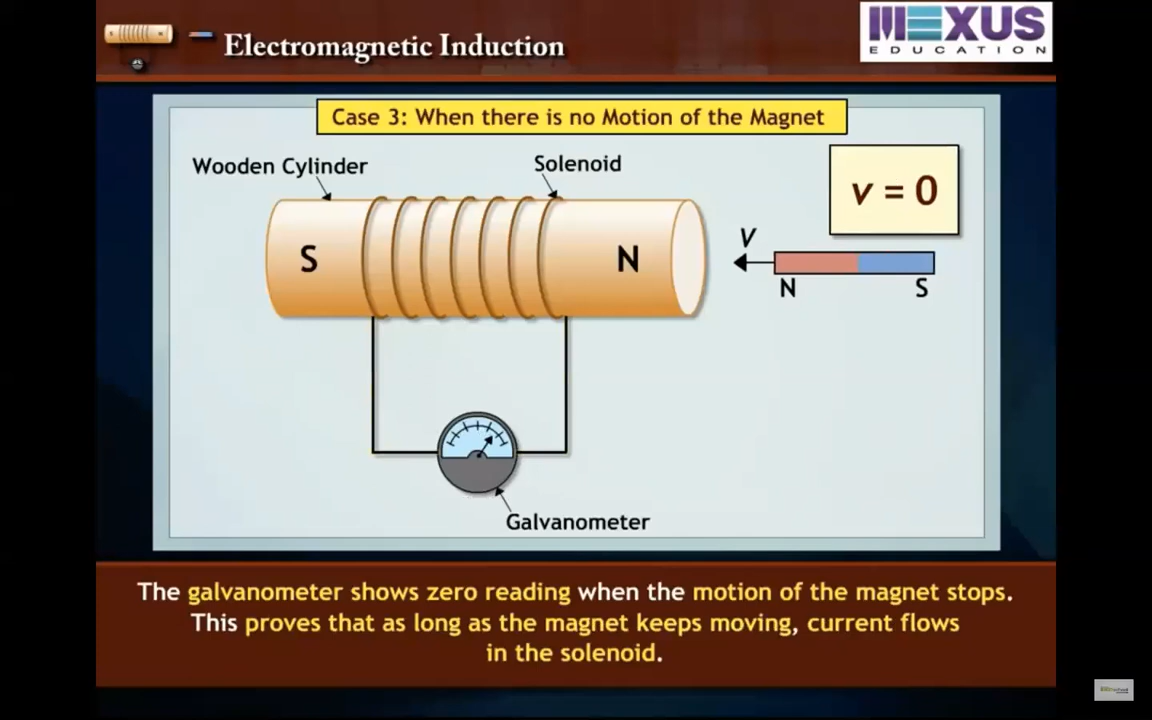 Electromagnetic Induction
MEXUS
EDUCATION
Case 3: When there is no Motion of the Magnet
Wooden Cylinder
Solenoid
v = 0
S
N
V
N
S
Galvanometer
The galvanometer shows zero reading when the motion of the magnet stops.
This proves that as long as the magnet keeps moving, current flows
in the solenoid.